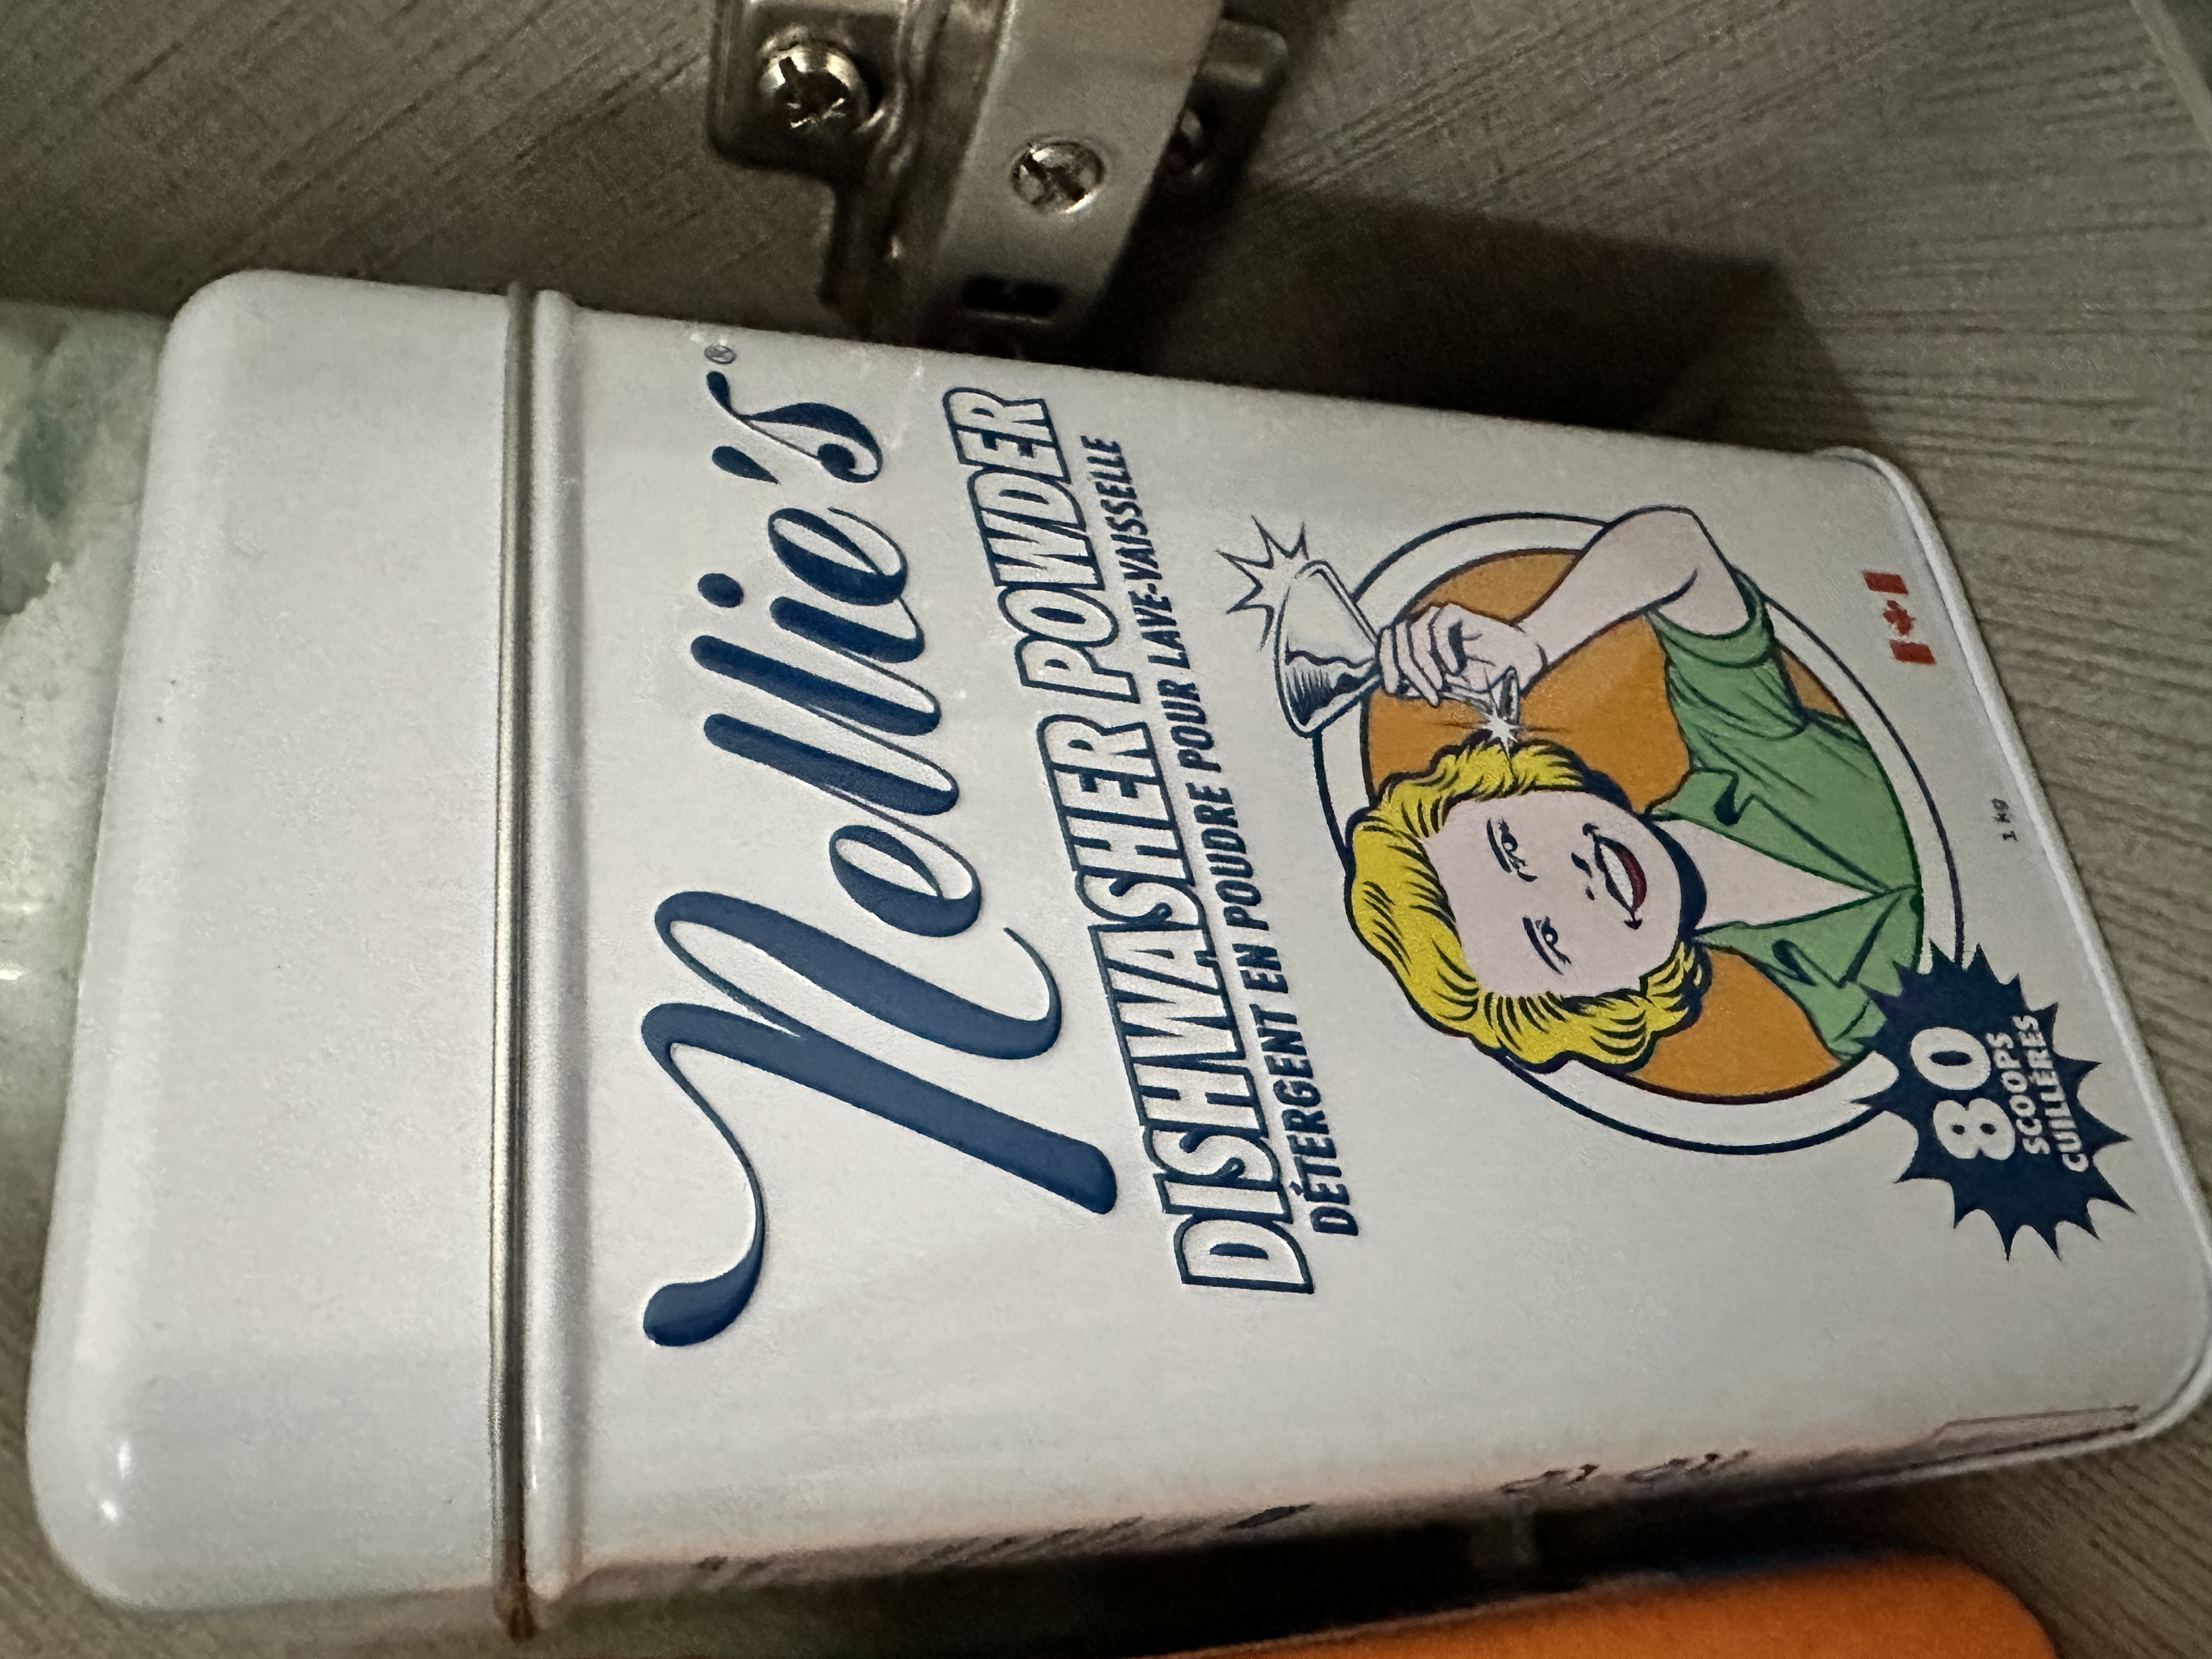 Nellie's®
DISHWASHER POWDER
DÉTERGENT EN POUDRE POUR LAVE-VAISSELLE
80
SCOOPS
CUILLÈRES
1 kg